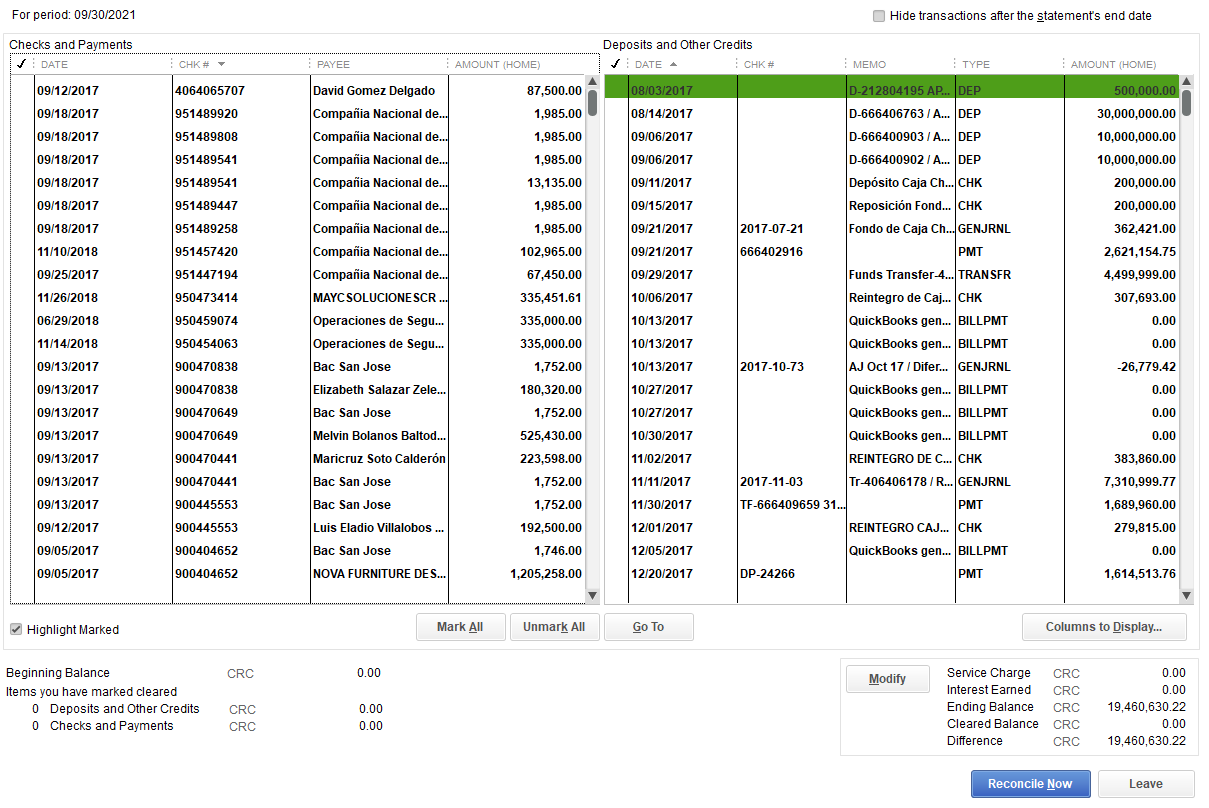 For period: 09/30/2021
Hide transactions after the statement's end date
Checks and Payments
✓ DATE CHK # PAYEE AMOUNT (HOME)
09/12/2017 4064065707 David Gomez Delgado 87,500.00
09/18/2017 951489920 Compañia Nacional de... 1,985.00
09/18/2017 951489808 Compañia Nacional de... 1,985.00
09/18/2017 951489541 Compañia Nacional de... 1,985.00
09/18/2017 951489541 Compañia Nacional de... 13,135.00
09/18/2017 951489447 Compañia Nacional de... 1,985.00
09/18/2017 951489258 Compañia Nacional de... 1,985.00
11/10/2018 951457420 Compañia Nacional de... 102,965.00
09/25/2017 951447194 Compañia Nacional de... 67,450.00
11/26/2018 950473414 MAYCSOLUCIONESCR ... 335,451.61
06/29/2018 950459074 Operaciones de Segu... 335,000.00
11/14/2018 950454063 Operaciones de Segu... 335,000.00
09/13/2017 900470838 Bac San Jose 1,752.00
09/13/2017 900470838 Elizabeth Salazar Zele... 180,320.00
09/13/2017 900470649 Bac San Jose 1,752.00
09/13/2017 900470649 Melvin Bolanos Baltod... 525,430.00
09/13/2017 900470441 Maricruz Soto Calderón 223,598.00
09/13/2017 900470441 Bac San Jose 1,752.00
09/13/2017 900445553 Bac San Jose 1,752.00
09/12/2017 900445553 Luis Eladio Villalobos ... 192,500.00
09/05/2017 900404652 Bac San Jose 1,746.00
09/05/2017 900404652 NOVA FURNITURE DES... 1,205,258.00
Deposits and Other Credits
✓ DATE CHK # MEMO TYPE AMOUNT (HOME)
08/03/2017 D-212804195 AP... DEP 500,000.00
08/14/2017 D-666406763 / A... DEP 30,000,000.00
09/06/2017 D-666400903 / A... DEP 10,000,000.00
09/06/2017 D-666400902 / A... DEP 10,000,000.00
09/11/2017 Depósito Caja Ch... CHK 200,000.00
09/15/2017 Reposición Fond... CHK 200,000.00
09/21/2017 2017-07-21 Fondo de Caja Ch... GENJRNL 362,421.00
09/21/2017 666402916 PMT 2,621,154.75
09/29/2017 Funds Transfer-4... TRANSFR 4,499,999.00
10/06/2017 Reintegro de Caj... CHK 307,693.00
10/13/2017 QuickBooks gen... BILLPMT 0.00
10/13/2017 QuickBooks gen... BILLPMT 0.00
10/13/2017 2017-10-73 AJ Oct 17 / Difer... GENJRNL -26,779.42
10/27/2017 QuickBooks gen... BILLPMT 0.00
10/27/2017 QuickBooks gen... BILLPMT 0.00
10/30/2017 QuickBooks gen... BILLPMT 0.00
11/02/2017 REINTEGRO DE C... CHK 383,860.00
11/11/2017 2017-11-03 Tr-406406178 / R... GENJRNL 7,310,999.77
11/30/2017 TF-666409659 31... PMT 1,689,960.00
12/01/2017 REINTEGRO CAJ... CHK 279,815.00
12/05/2017 QuickBooks gen... BILLPMT 0.00
12/20/2017 DP-24266 PMT 1,614,513.76
Highlight Marked
Mark All
Unmark All
Go To
Columns to Display...
Beginning Balance CRC 0.00
Items you have marked cleared
0 Deposits and Other Credits CRC 0.00
0 Checks and Payments CRC 0.00
Modify
Service Charge CRC 0.00
Interest Earned CRC 0.00
Ending Balance CRC 19,460,630.22
Cleared Balance CRC 0.00
Difference CRC 19,460,630.22
Reconcile Now
Leave